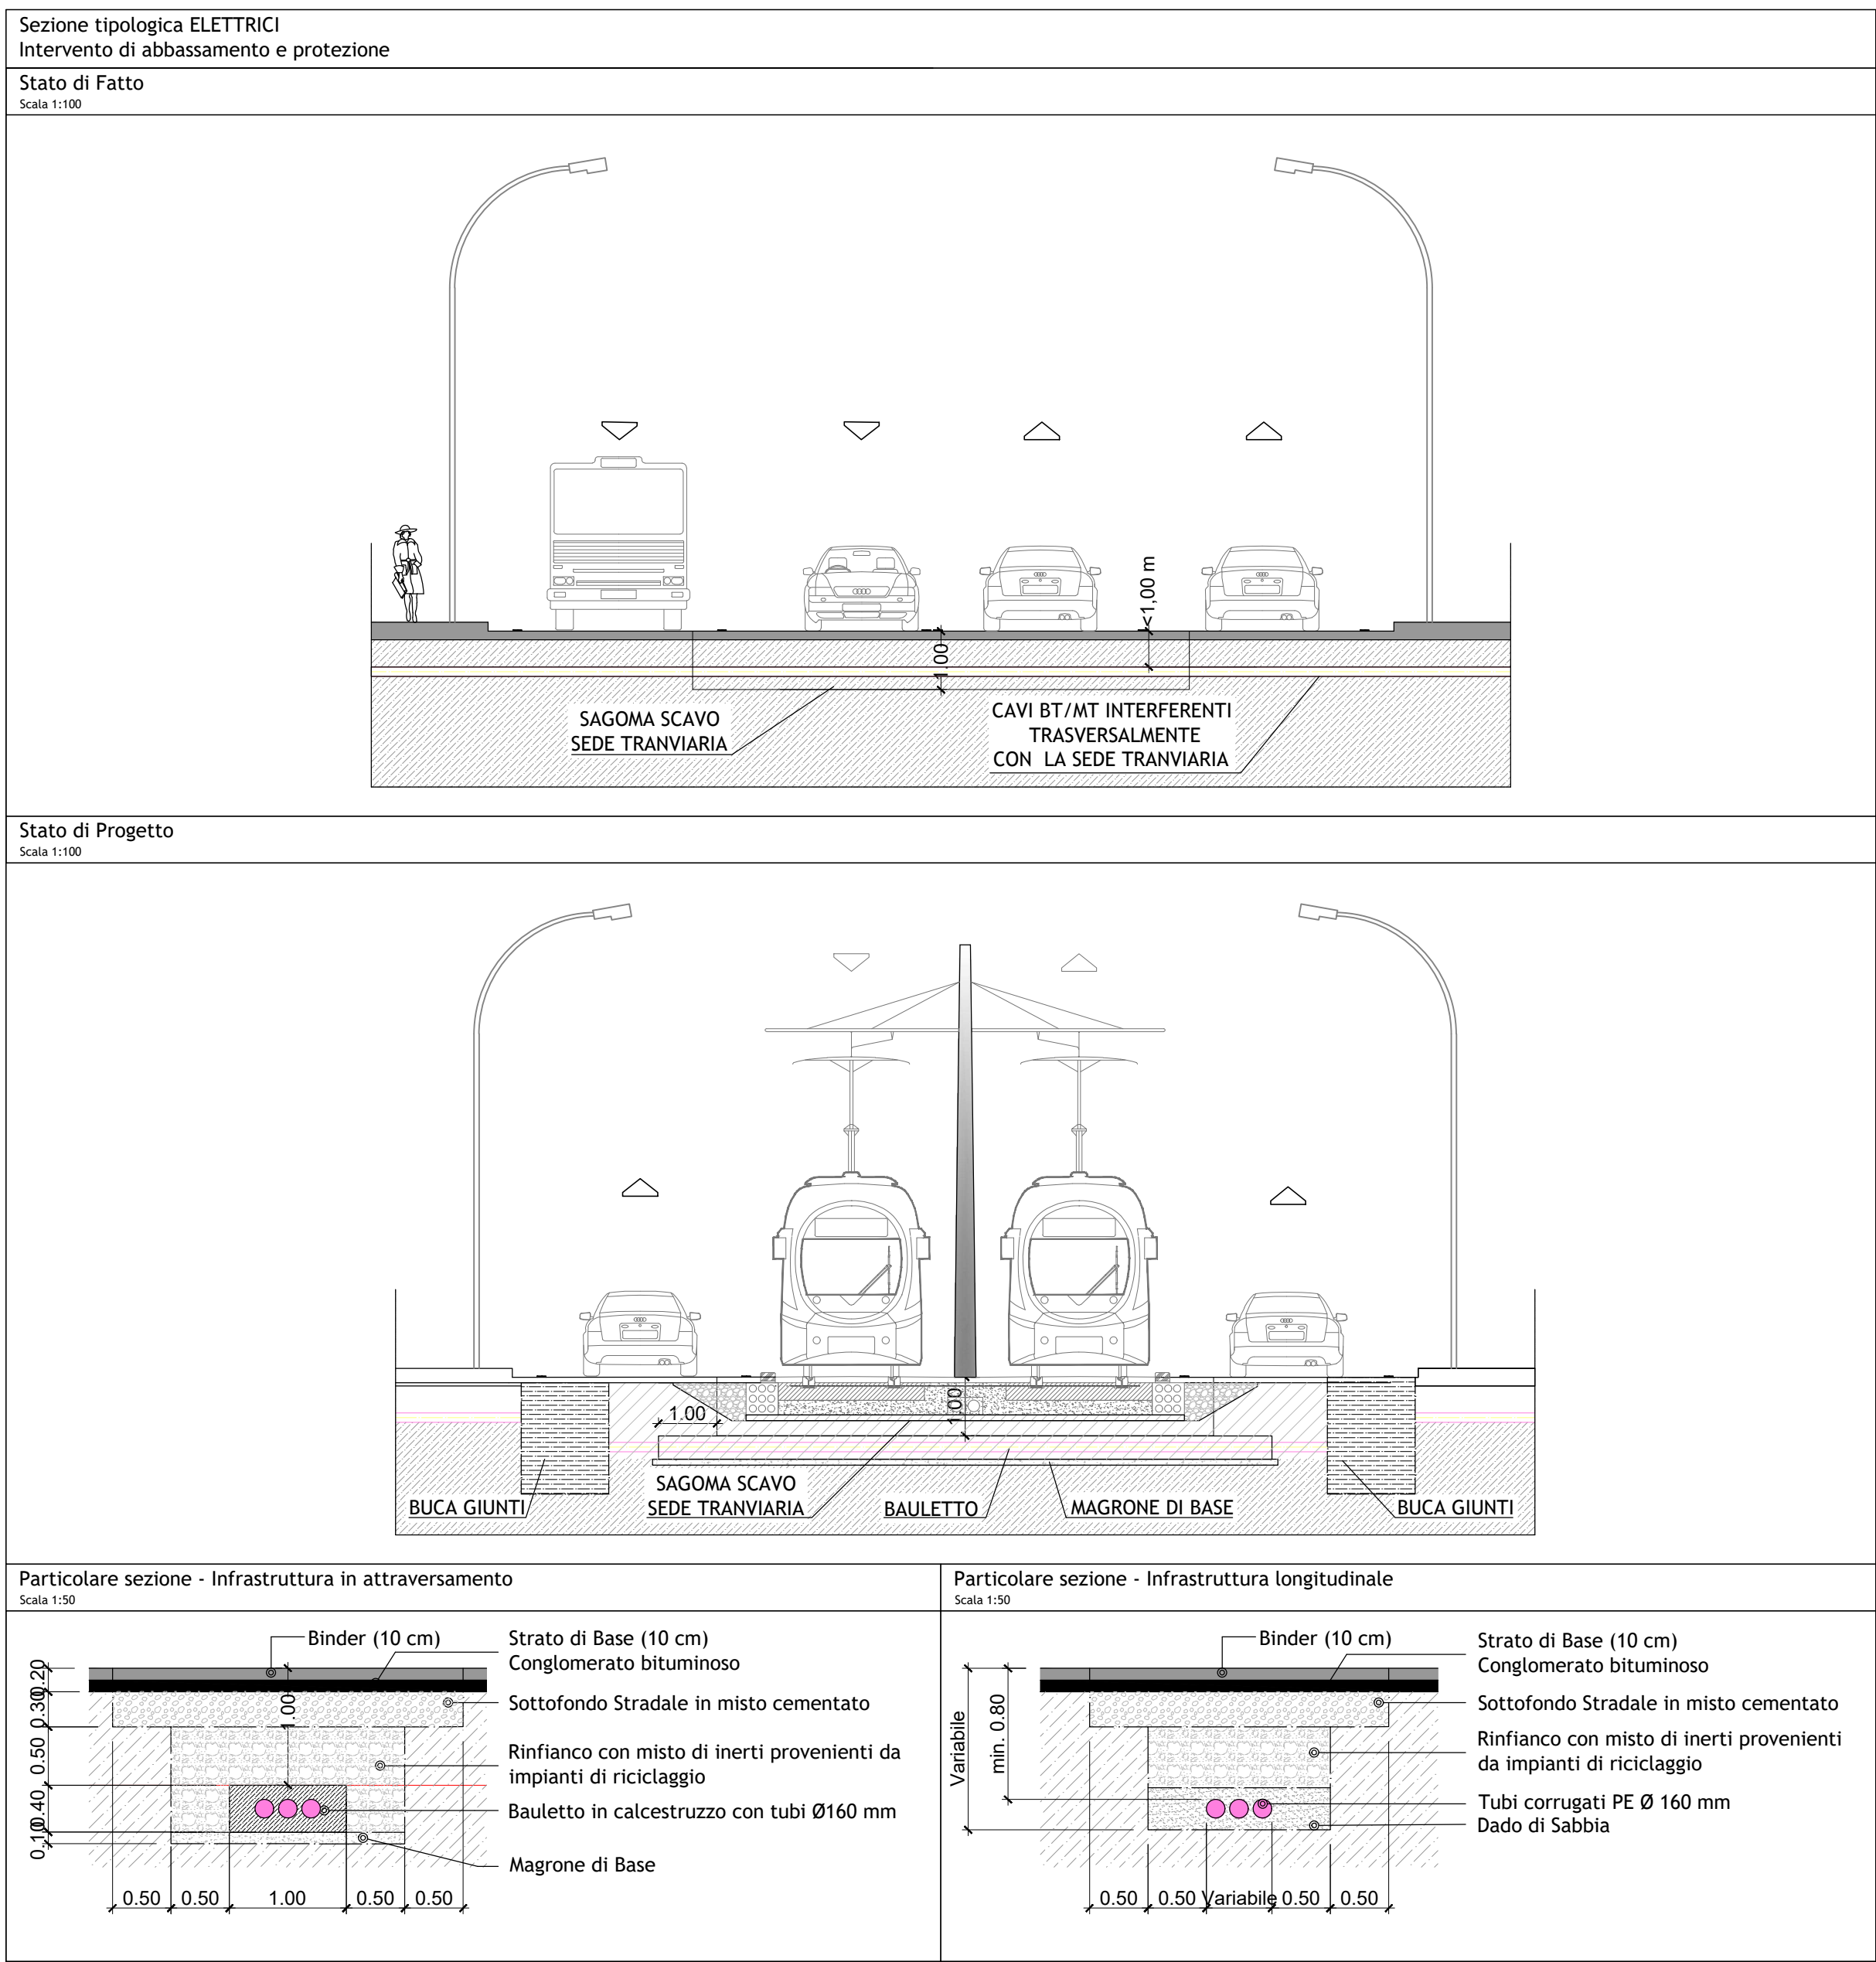 Sezione tipologica ELETTRICI
Intervento di abbassamento e protezione
Stato di Fatto
Scala 1:100
<1,00 m
1.00
SAGOMA SCAVO
SEDE TRANVIARIA
CAVI BT/MT INTERFERENTI
TRASVERSALMENTE
CON LA SEDE TRANVIARIA
Stato di Progetto
Scala 1:100
1.00
1.00
BUCA GIUNTI
SAGOMA SCAVO
SEDE TRANVIARIA
BAULETTO
MAGRONE DI BASE
BUCA GIUNTI
Particolare sezione - Infrastruttura in attraversamento
Scala 1:50
Binder (10 cm)
Strato di Base (10 cm)
Conglomerato bituminoso
Sottofondo Stradale in misto cementato
Rinfianco con misto di inerti provenienti da
impianti di riciclaggio
Bauletto in calcestruzzo con tubi Ø160 mm
Magrone di Base
0.20
0.30
0.50
0.40
0.10
1.00
0.50 0.50 1.00 0.50 0.50
Particolare sezione - Infrastruttura longitudinale
Scala 1:50
Binder (10 cm)
Strato di Base (10 cm)
Conglomerato bituminoso
Sottofondo Stradale in misto cementato
Rinfianco con misto di inerti provenienti
da impianti di riciclaggio
Tubi corrugati PE Ø 160 mm
Dado di Sabbia
Variabile
min. 0.80
0.50 0.50 Variabile 0.50 0.50